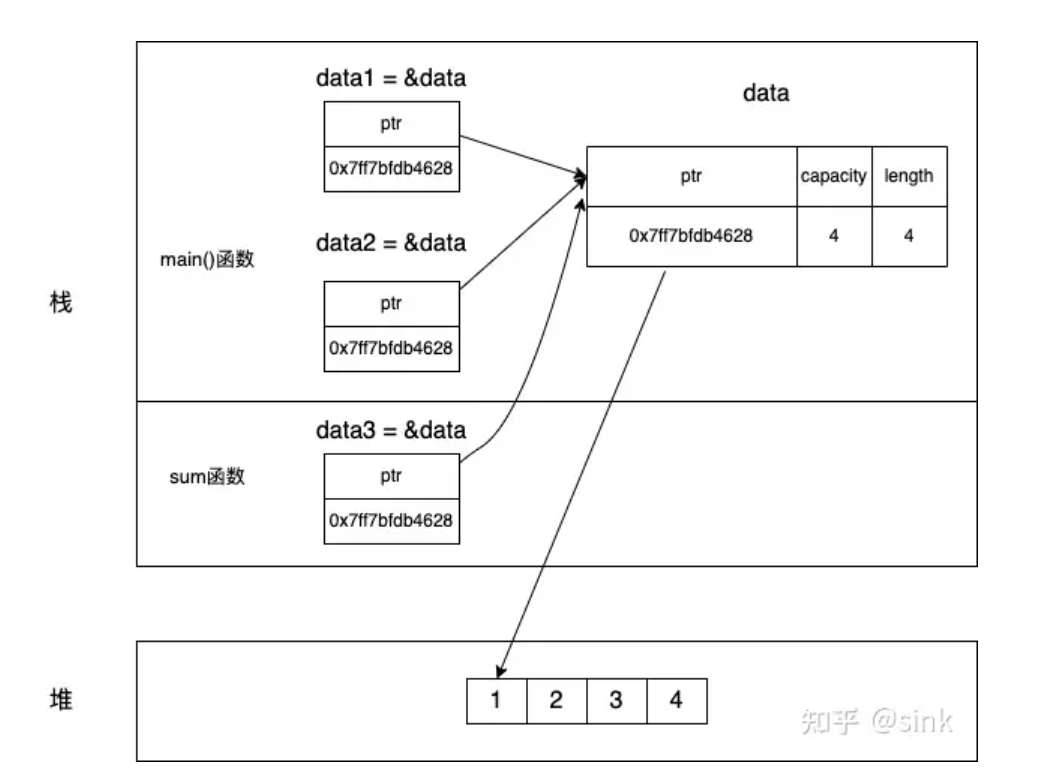 data1 = &data
ptr
0x7ff7bfdb4628
data
ptr capacity length
0x7ff7bfdb4628 4 4
data2 = &data
ptr
0x7ff7bfdb4628
main()函数
栈
data3 = &data
ptr
0x7ff7bfdb4628
sum函数
堆
1 2 3 4
知乎 @sink